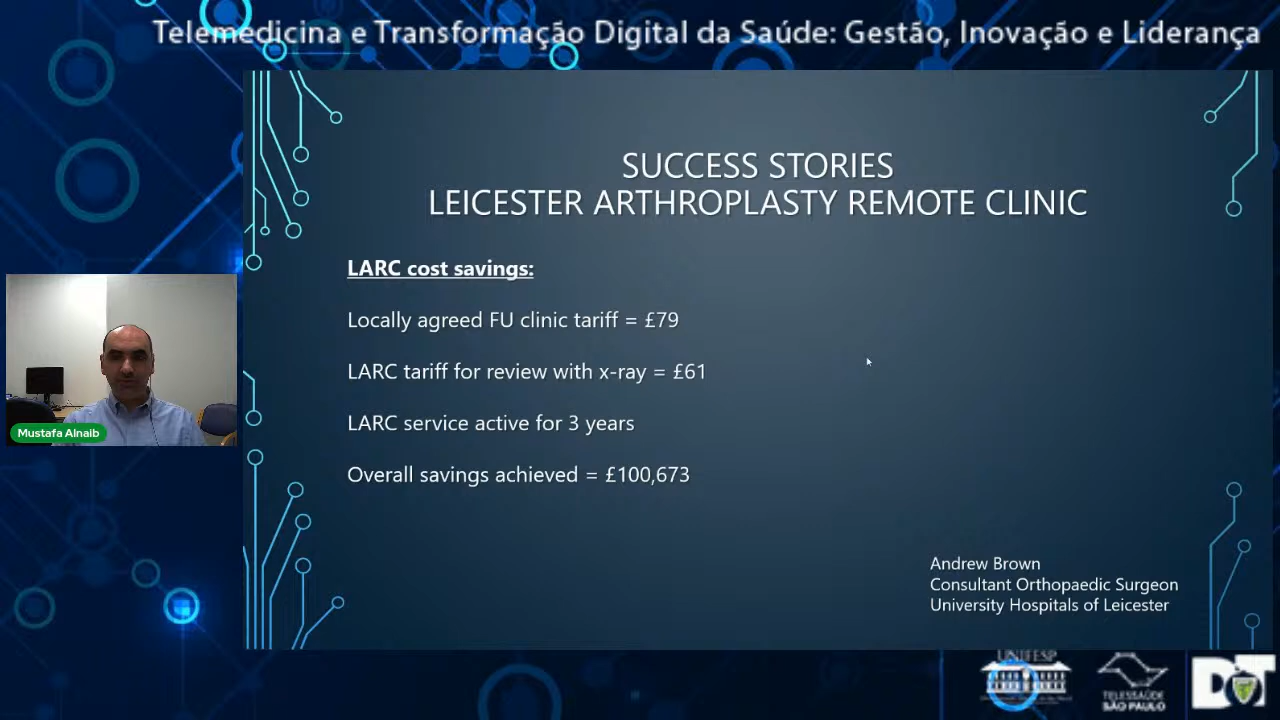 Telemedicina e Transformação Digital da Saúde: Gestão, Inovação e Liderança
SUCCESS STORIES
LEICESTER ARTHROPLASTY REMOTE CLINIC
LARC cost savings:
Locally agreed FU clinic tariff = £79
LARC tariff for review with x-ray = £61
LARC service active for 3 years
Overall savings achieved = £100,673
Mustafa Alnaib
Andrew Brown
Consultant Orthopaedic Surgeon
University Hospitals of Leicester
UNIFESP
TELESSAÚDE
SÃO PAULO